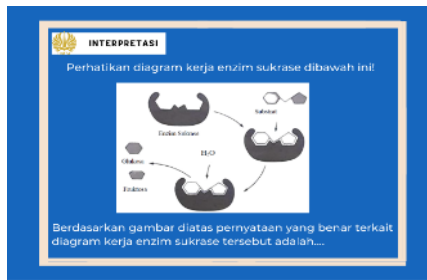 INTERPRETASI
Perhatikan diagram kerja enzim sukrase dibawah ini!
Enzim Sukrase
Substrat
H₂O
Glukosa
Fruktosa
Berdasarkan gambar diatas pernyataan yang benar terkait
diagram kerja enzim sukrase tersebut adalah....